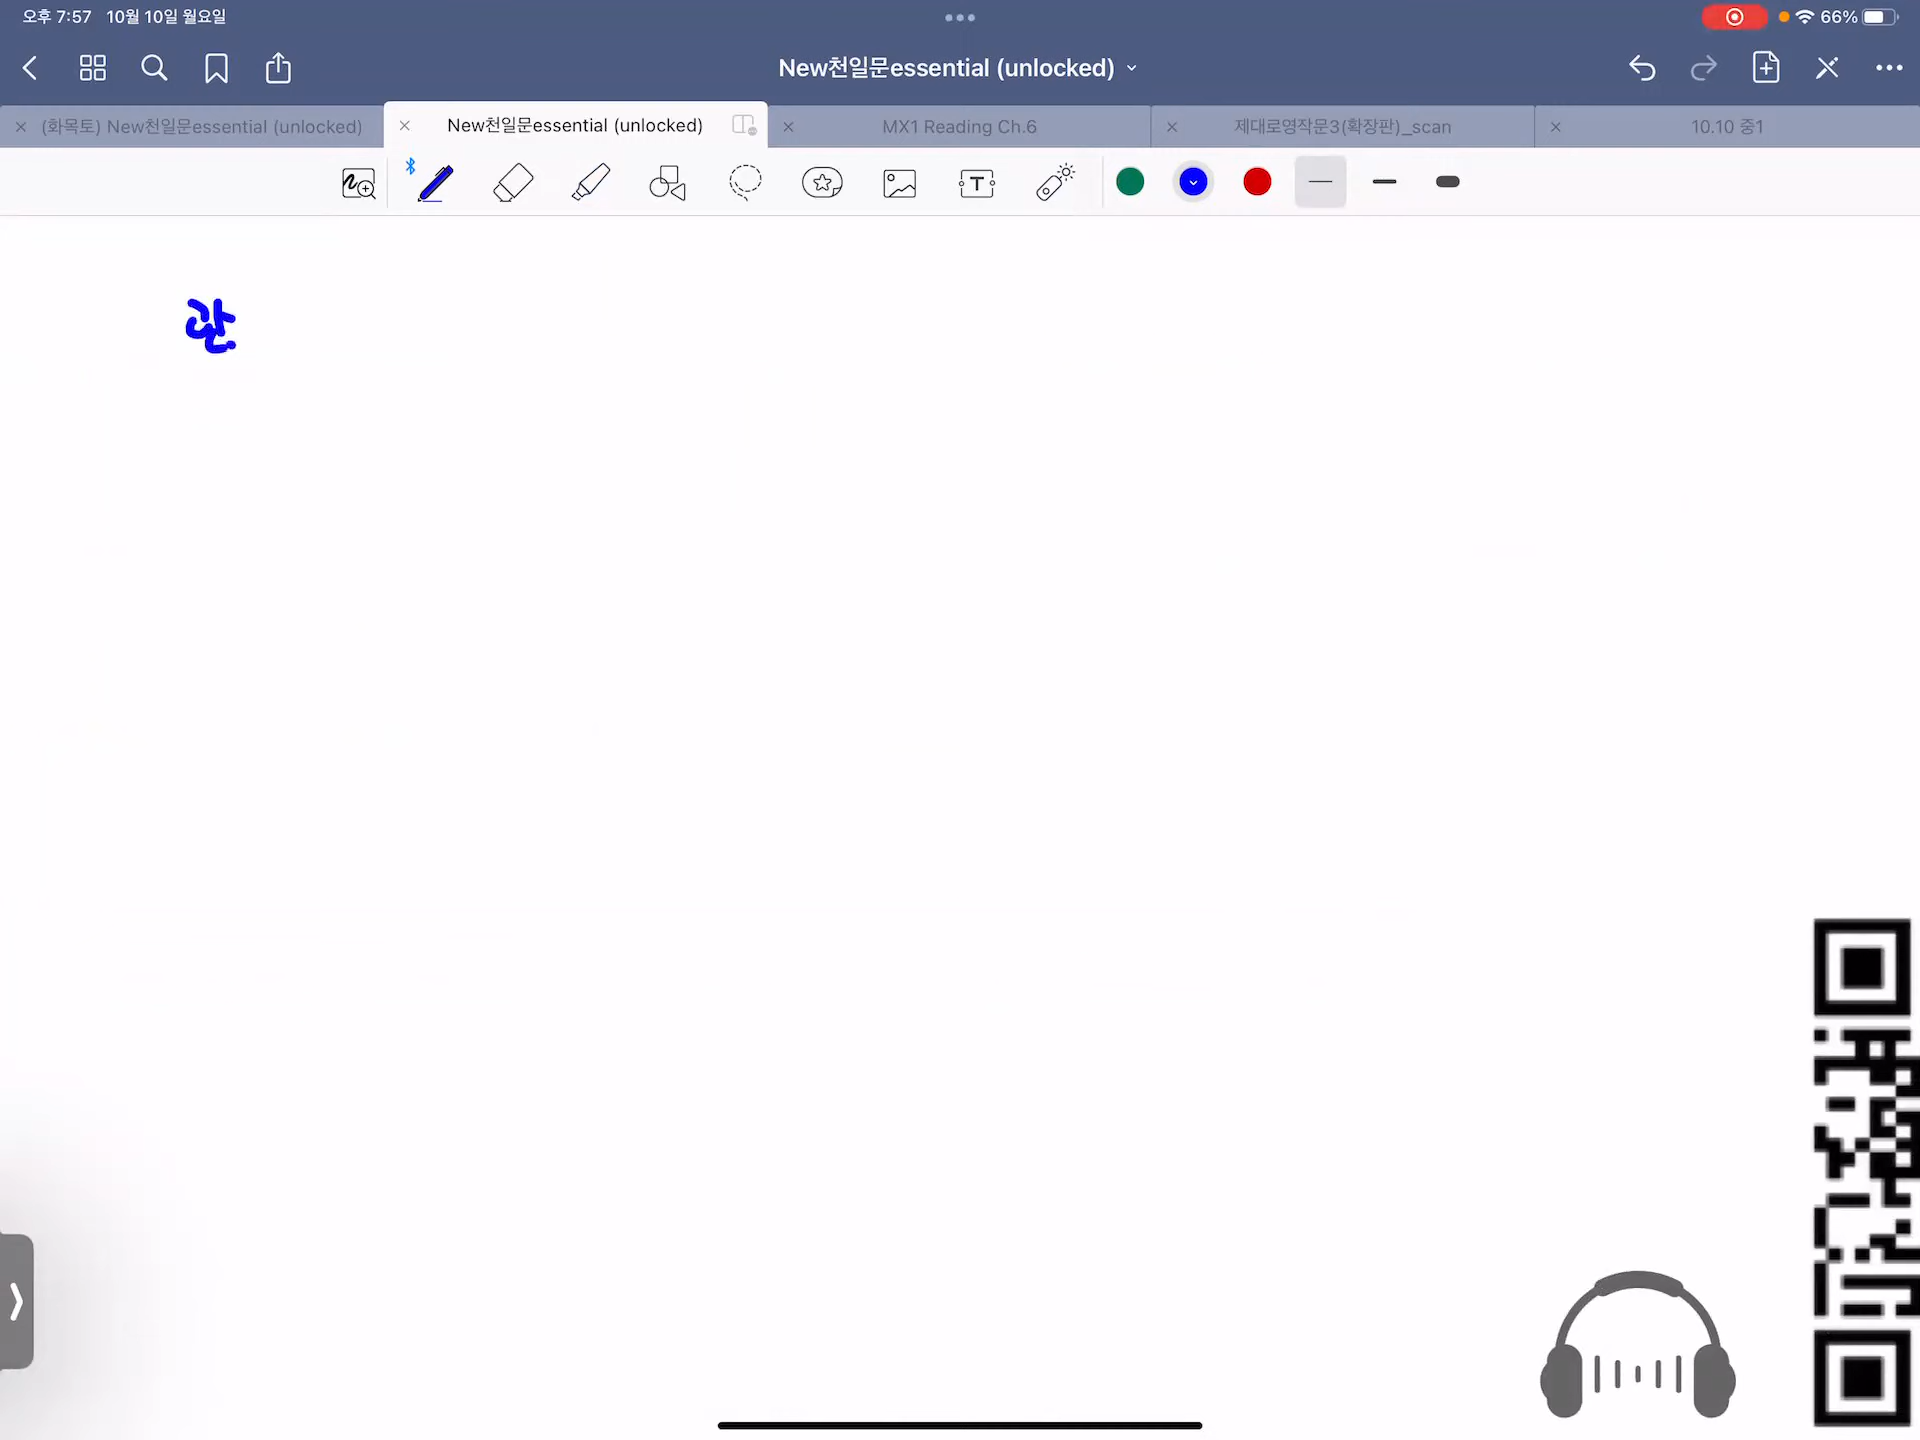 오후 7:57 10월 10일 월요일
66%
New천일문essential (unlocked)
(화목토) New천일문essential (unlocked)
New천일문essential (unlocked)
MX1 Reading Ch.6
제대로영작문3(확장판)_scan
10.10 중1
관